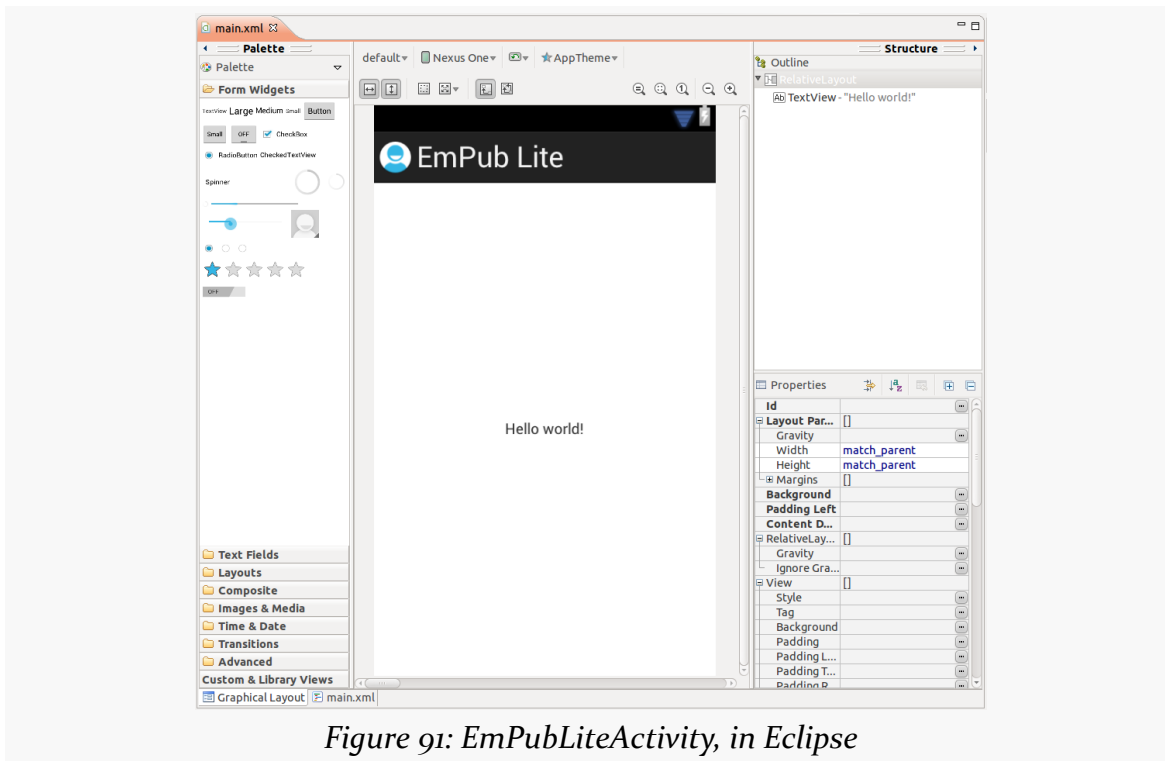 main.xml
Palette
Palette
Form Widgets
TextView Large Medium Small Button
Small OFF CheckBox
RadioButton CheckedTextView
Spinner
OFF
Text Fields
Layouts
Composite
Images & Media
Time & Date
Transitions
Advanced
Custom & Library Views
Graphical Layout main.xml
default Nexus One AppTheme
EmPub Lite
Hello world!
Structure
Outline
RelativeLayout
Ab TextView - "Hello world!"
Properties
Id
Layout Par... []
Gravity
Width match_parent
Height match_parent
Margins []
Background
Padding Left
Content D...
RelativeLay... []
Gravity
Ignore Gra...
View []
Style
Tag
Background
Padding
Padding L...
Padding T...
Padding R
Figure 91: EmPubLiteActivity, in Eclipse